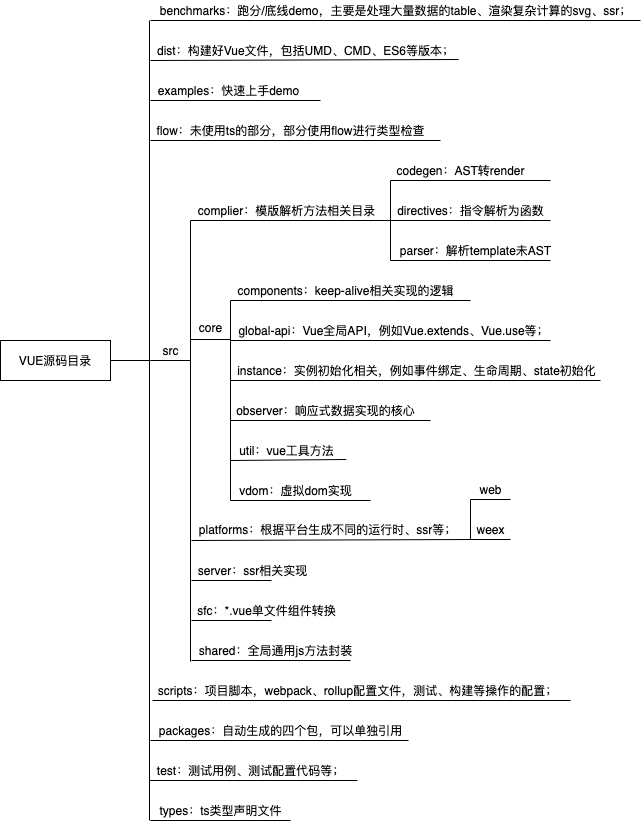 benchmarks：跑分/底线demo，主要是处理大量数据的table、渲染复杂计算的svg、ssr；
dist：构建好Vue文件，包括UMD、CMD、ES6等版本；
examples：快速上手demo
flow：未使用ts的部分，部分使用flow进行类型检查
codegen：AST转render
complier：模版解析方法相关目录
directives：指令解析为函数
parser：解析template未AST
components：keep-alive相关实现的逻辑
core
global-api：Vue全局API，例如Vue.extends、Vue.use等；
VUE源码目录
src
instance：实例初始化相关，例如事件绑定、生命周期、state初始化
observer：响应式数据实现的核心
util：vue工具方法
vdom：虚拟dom实现
web
platforms：根据平台生成不同的运行时、ssr等；
weex
server：ssr相关实现
sfc：*.vue单文件组件转换
shared：全局通用js方法封装
scripts：项目脚本，webpack、rollup配置文件，测试、构建等操作的配置；
packages：自动生成的四个包，可以单独引用
test：测试用例、测试配置代码等；
types：ts类型声明文件